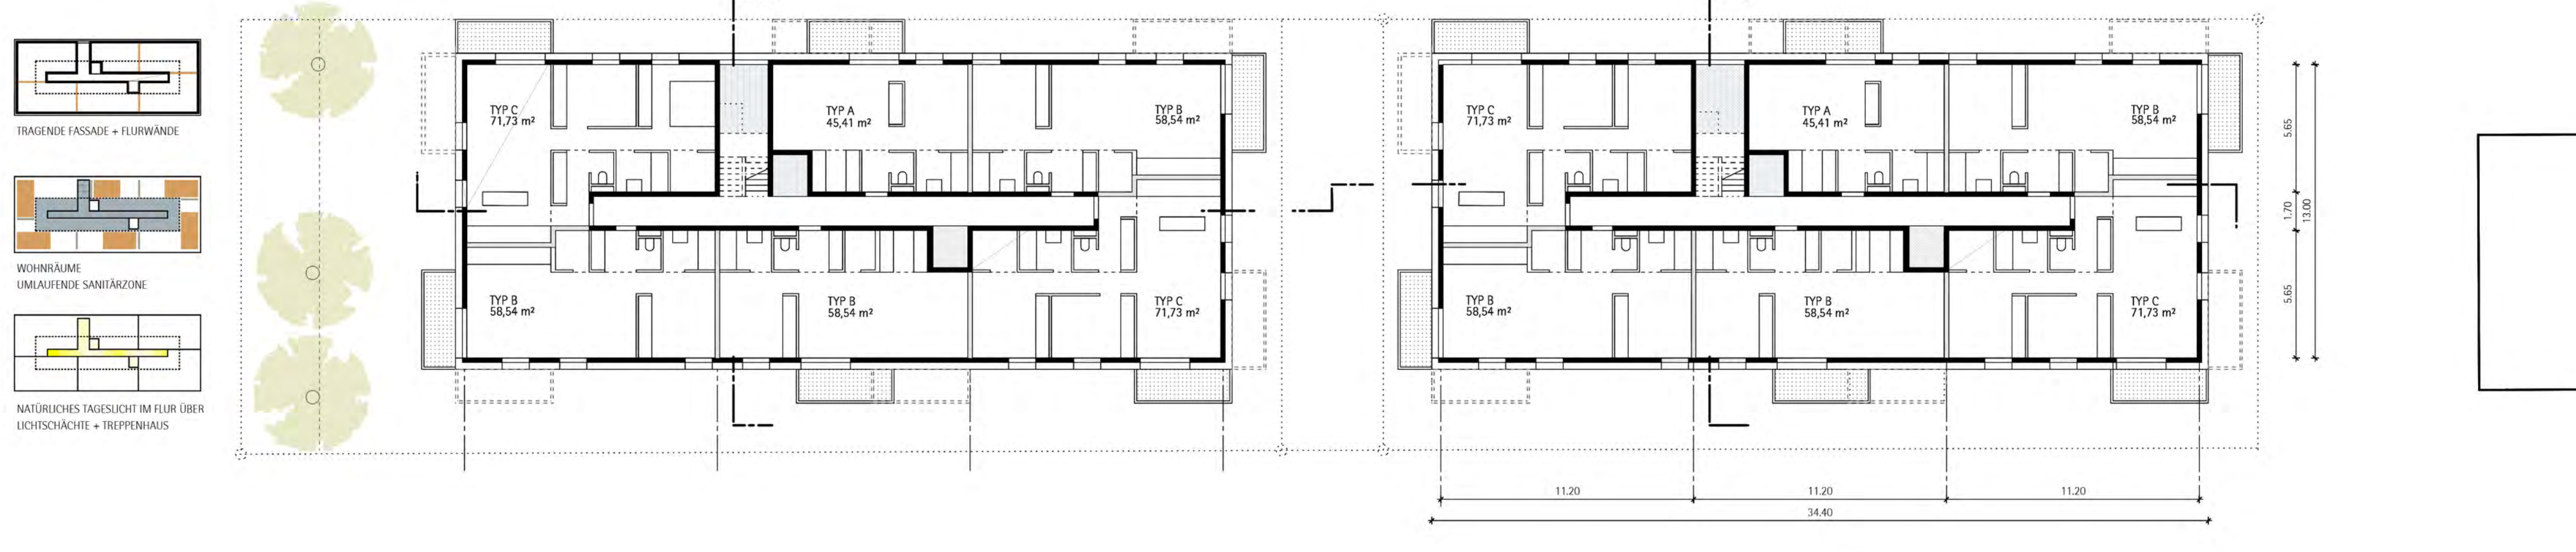 TRAGENDE FASSADE + FLURWÄNDE
WOHNRÄUME
UMLAUFENDE SANITÄRZONE
NATÜRLICHES TAGESLICHT IM FLUR ÜBER
LICHTSCHÄCHTE + TREPPENHAUS
TYP C
71,73 m²
TYP A
45,41 m²
TYP B
58,54 m²
TYP B
58,54 m²
TYP B
58,54 m²
TYP C
71,73 m²
TYP C
71,73 m²
TYP A
45,41 m²
TYP B
58,54 m²
TYP B
58,54 m²
TYP B
58,54 m²
TYP C
71,73 m²
5.65
1.70
13.00
5.65
11.20
11.20
11.20
34.40